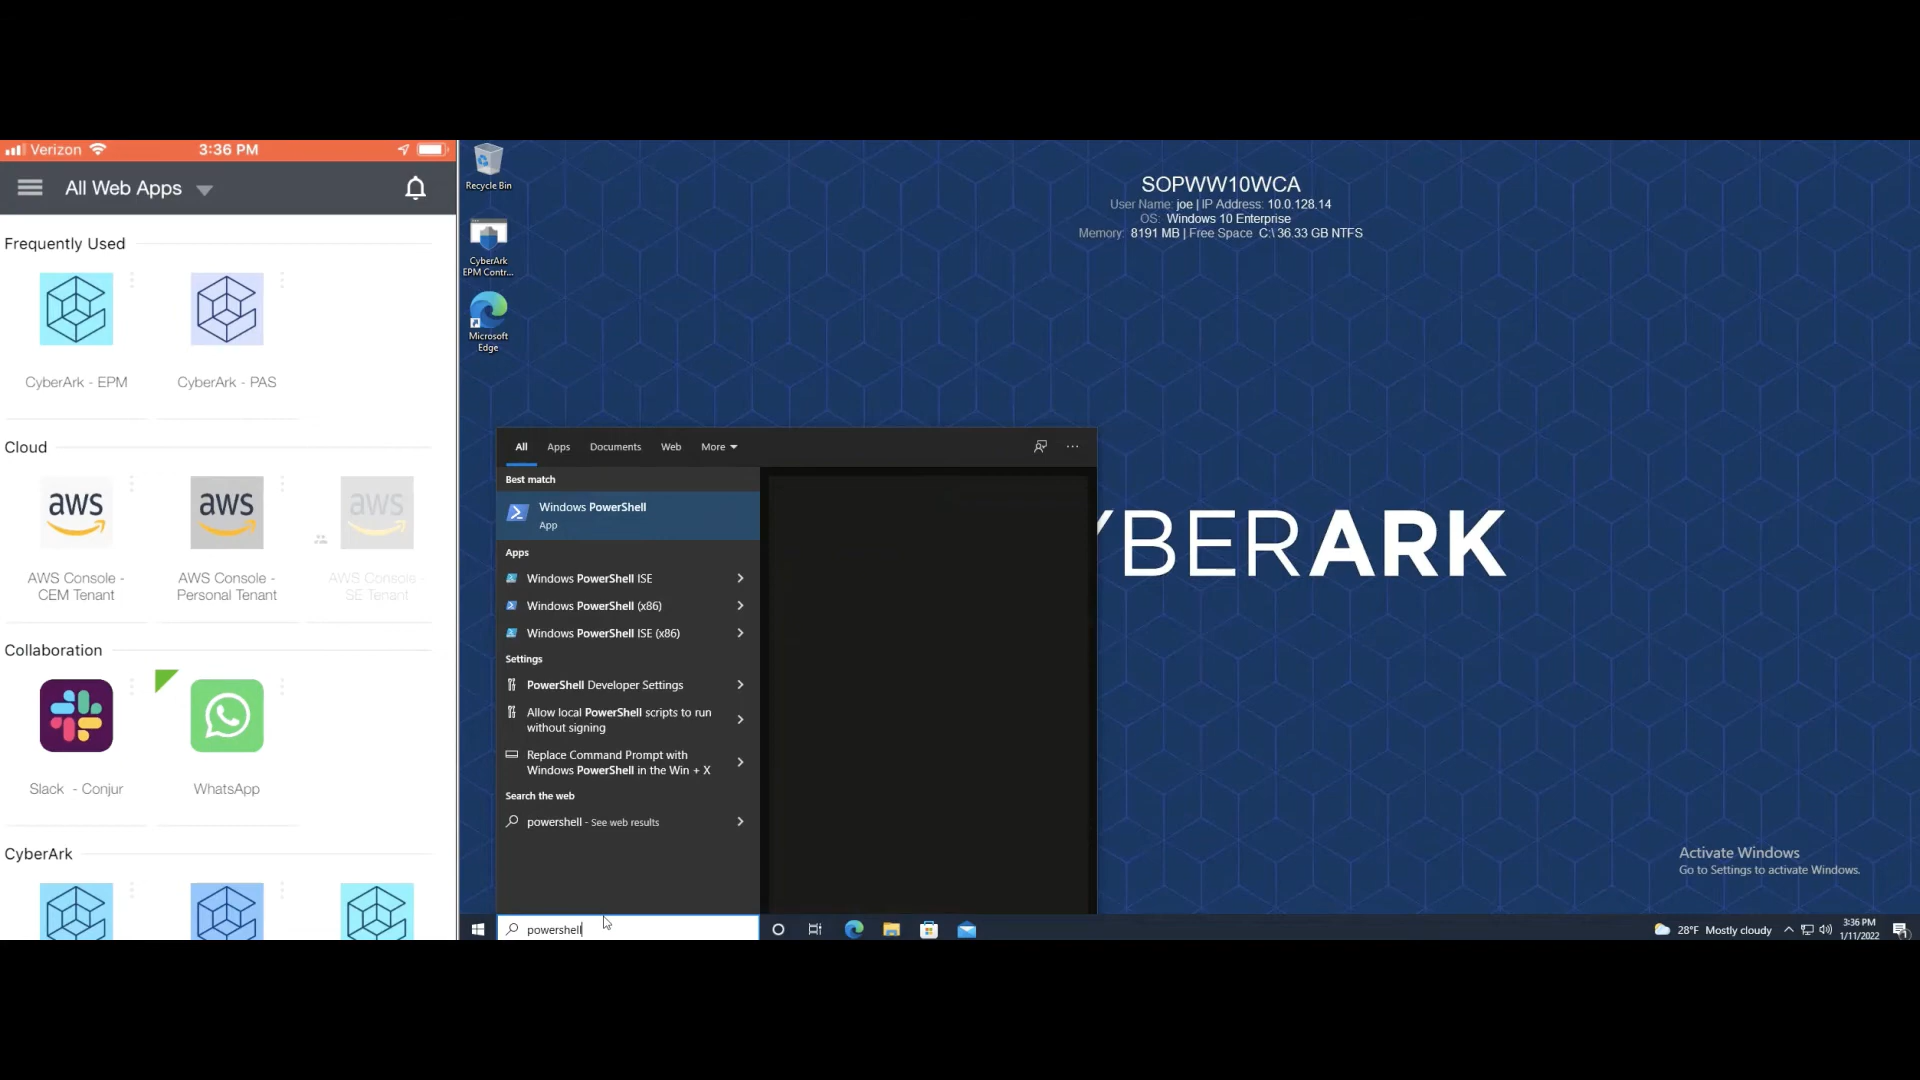 Verizon 3:36 PM
All Web Apps
Frequently Used
CyberArk - EPM
CyberArk - PAS
Cloud
aws
aws
aws
AWS Console -
CEM Tenant
AWS Console -
Personal Tenant
AWS Console -
SE Tenant
Collaboration
Slack - Conjur
WhatsApp
CyberArk
Recycle Bin
CyberArk
EPM Contr...
Microsoft
Edge
SOPWW10WCA
User Name: joe | IP Address: 10.0.128.14
OS: Windows 10 Enterprise
Memory: 8191 MB | Free Space C:\ 36.33 GB NTFS
All Apps Documents Web More
Best match
Windows PowerShell
App
Apps
Windows PowerShell ISE
Windows PowerShell (x86)
Windows PowerShell ISE (x86)
Settings
PowerShell Developer Settings
Allow local PowerShell scripts to run
without signing
Replace Command Prompt with
Windows PowerShell in the Win + X
Search the web
powershell - See web results
YBERARK
Activate Windows
Go to Settings to activate Windows.
powershell
28°F Mostly cloudy
3:36 PM
1/11/2022
1